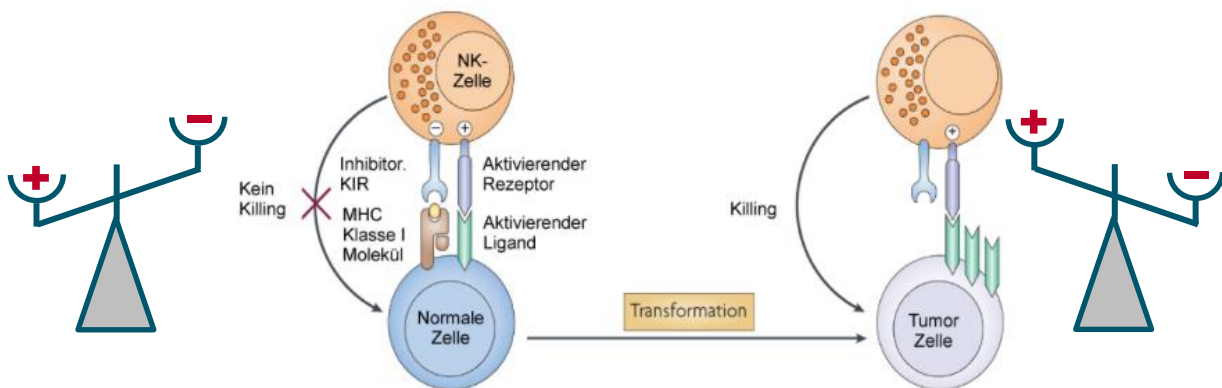 NK-
Zelle
−
+
−
+
Inhibitor.
KIR
Aktivierender
Rezeptor
Kein
Killing
MHC
Klasse I
Molekül
Aktivierender
Ligand
Normale
Zelle
Transformation
Killing
+
Tumor
Zelle
+
−